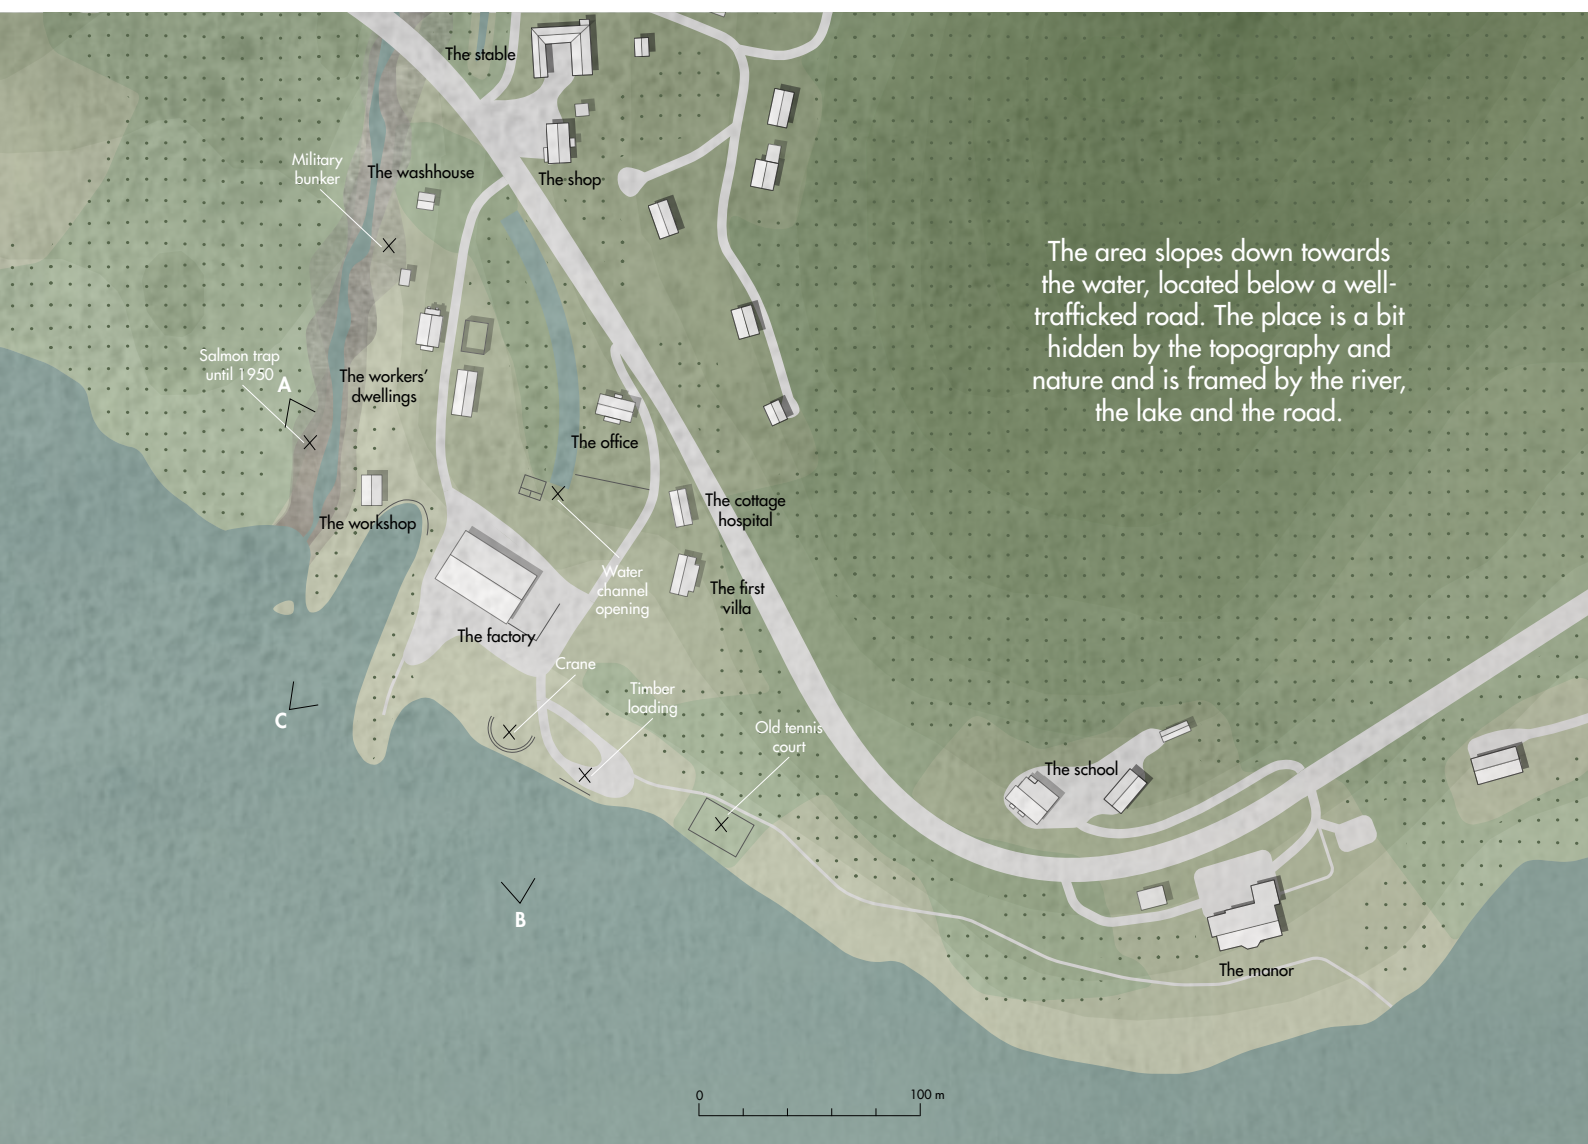 The stable
Military
bunker
The washhouse
The shop
The area slopes down towards
the water, located below a well-
trafficked road. The place is a bit
hidden by the topography and
nature and is framed by the river,
the lake and the road.
Salmon trap
until 1950
A
The workers’
dwellings
The office
The cottage
hospital
The workshop
Water
channel
opening
The first
villa
The factory
Crane
Timber
loading
C
Old tennis
court
The school
B
The manor
0
100 m